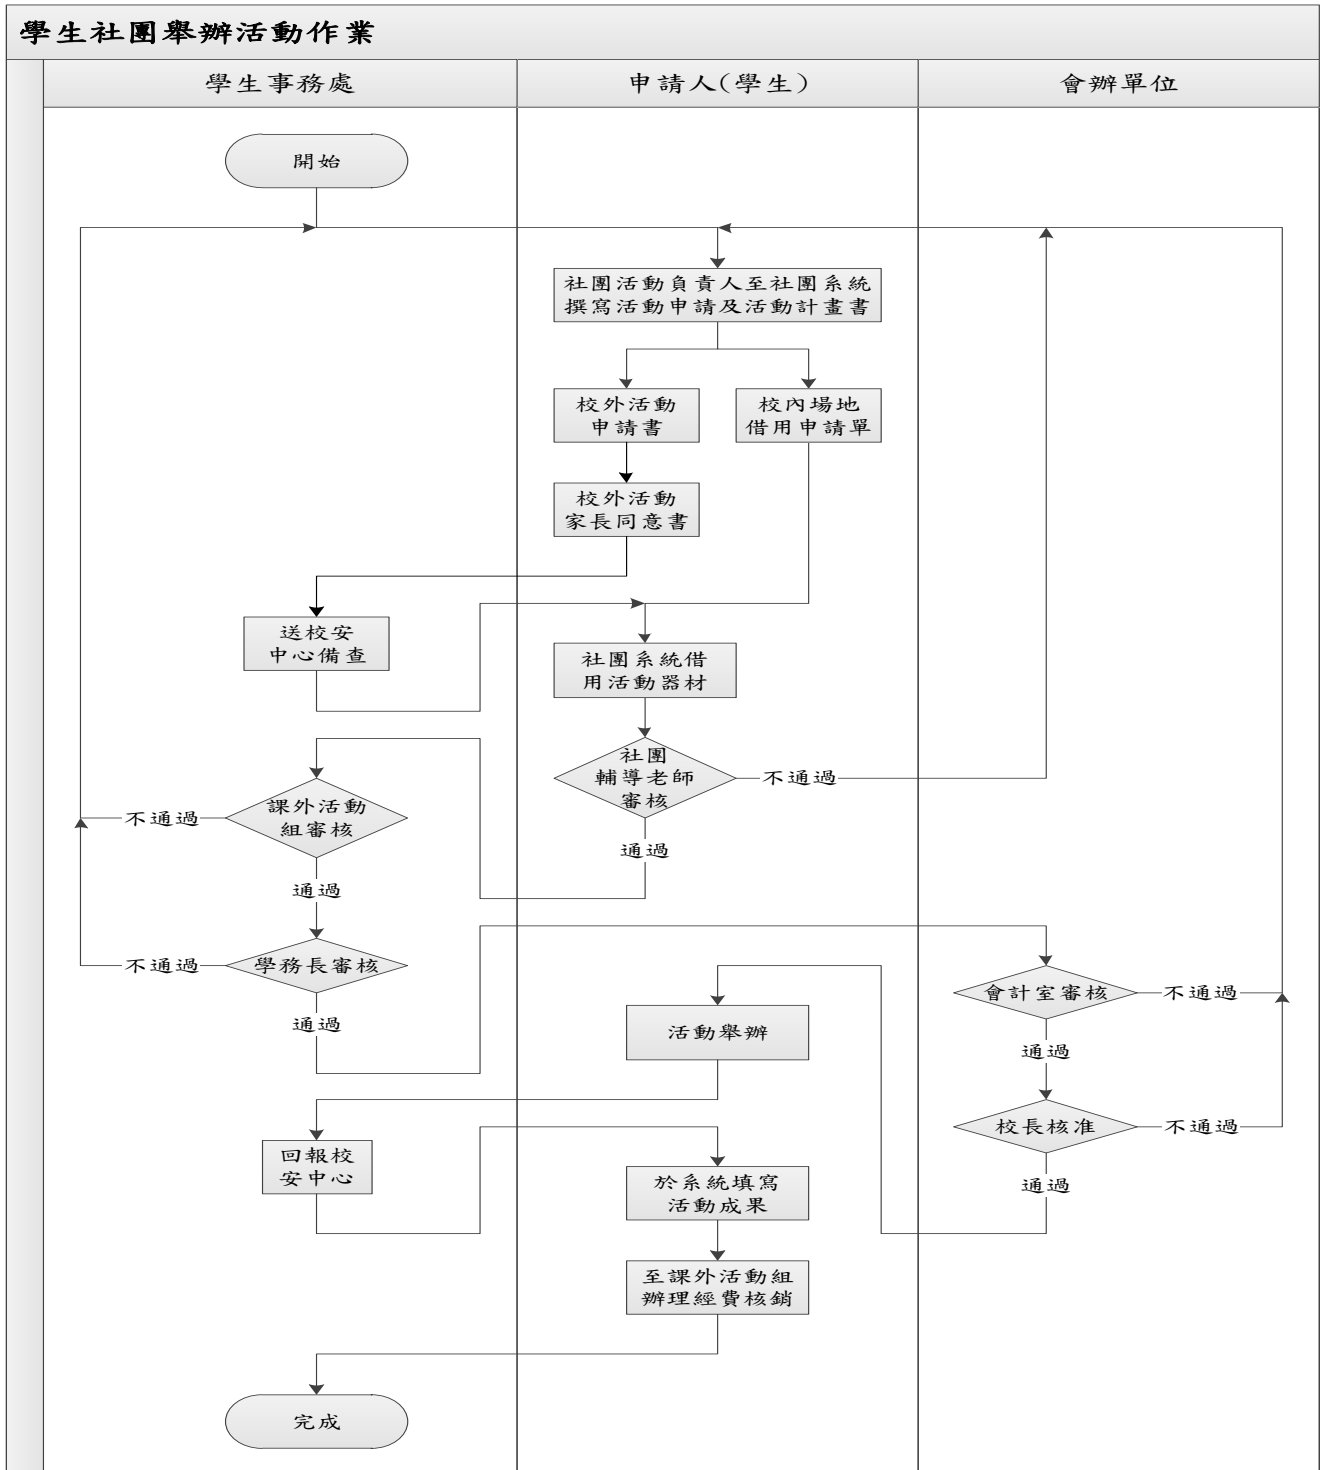 學生社團舉辦活動作業
學生事務處
申請人(學生)
會辦單位
開始
社團活動負責人至社團系統
撰寫活動申請及活動計畫書
校外活動
申請書
校內場地
借用申請單
校外活動
家長同意書
送校安
中心備查
社團系統借
用活動器材
社團
輔導老師
審核
不通過
通過
課外活動
組審核
不通過
通過
學務長審核
不通過
通過
會計室審核
不通過
通過
校長核准
不通過
通過
活動舉辦
回報校
安中心
於系統填寫
活動成果
至課外活動組
辦理經費核銷
完成